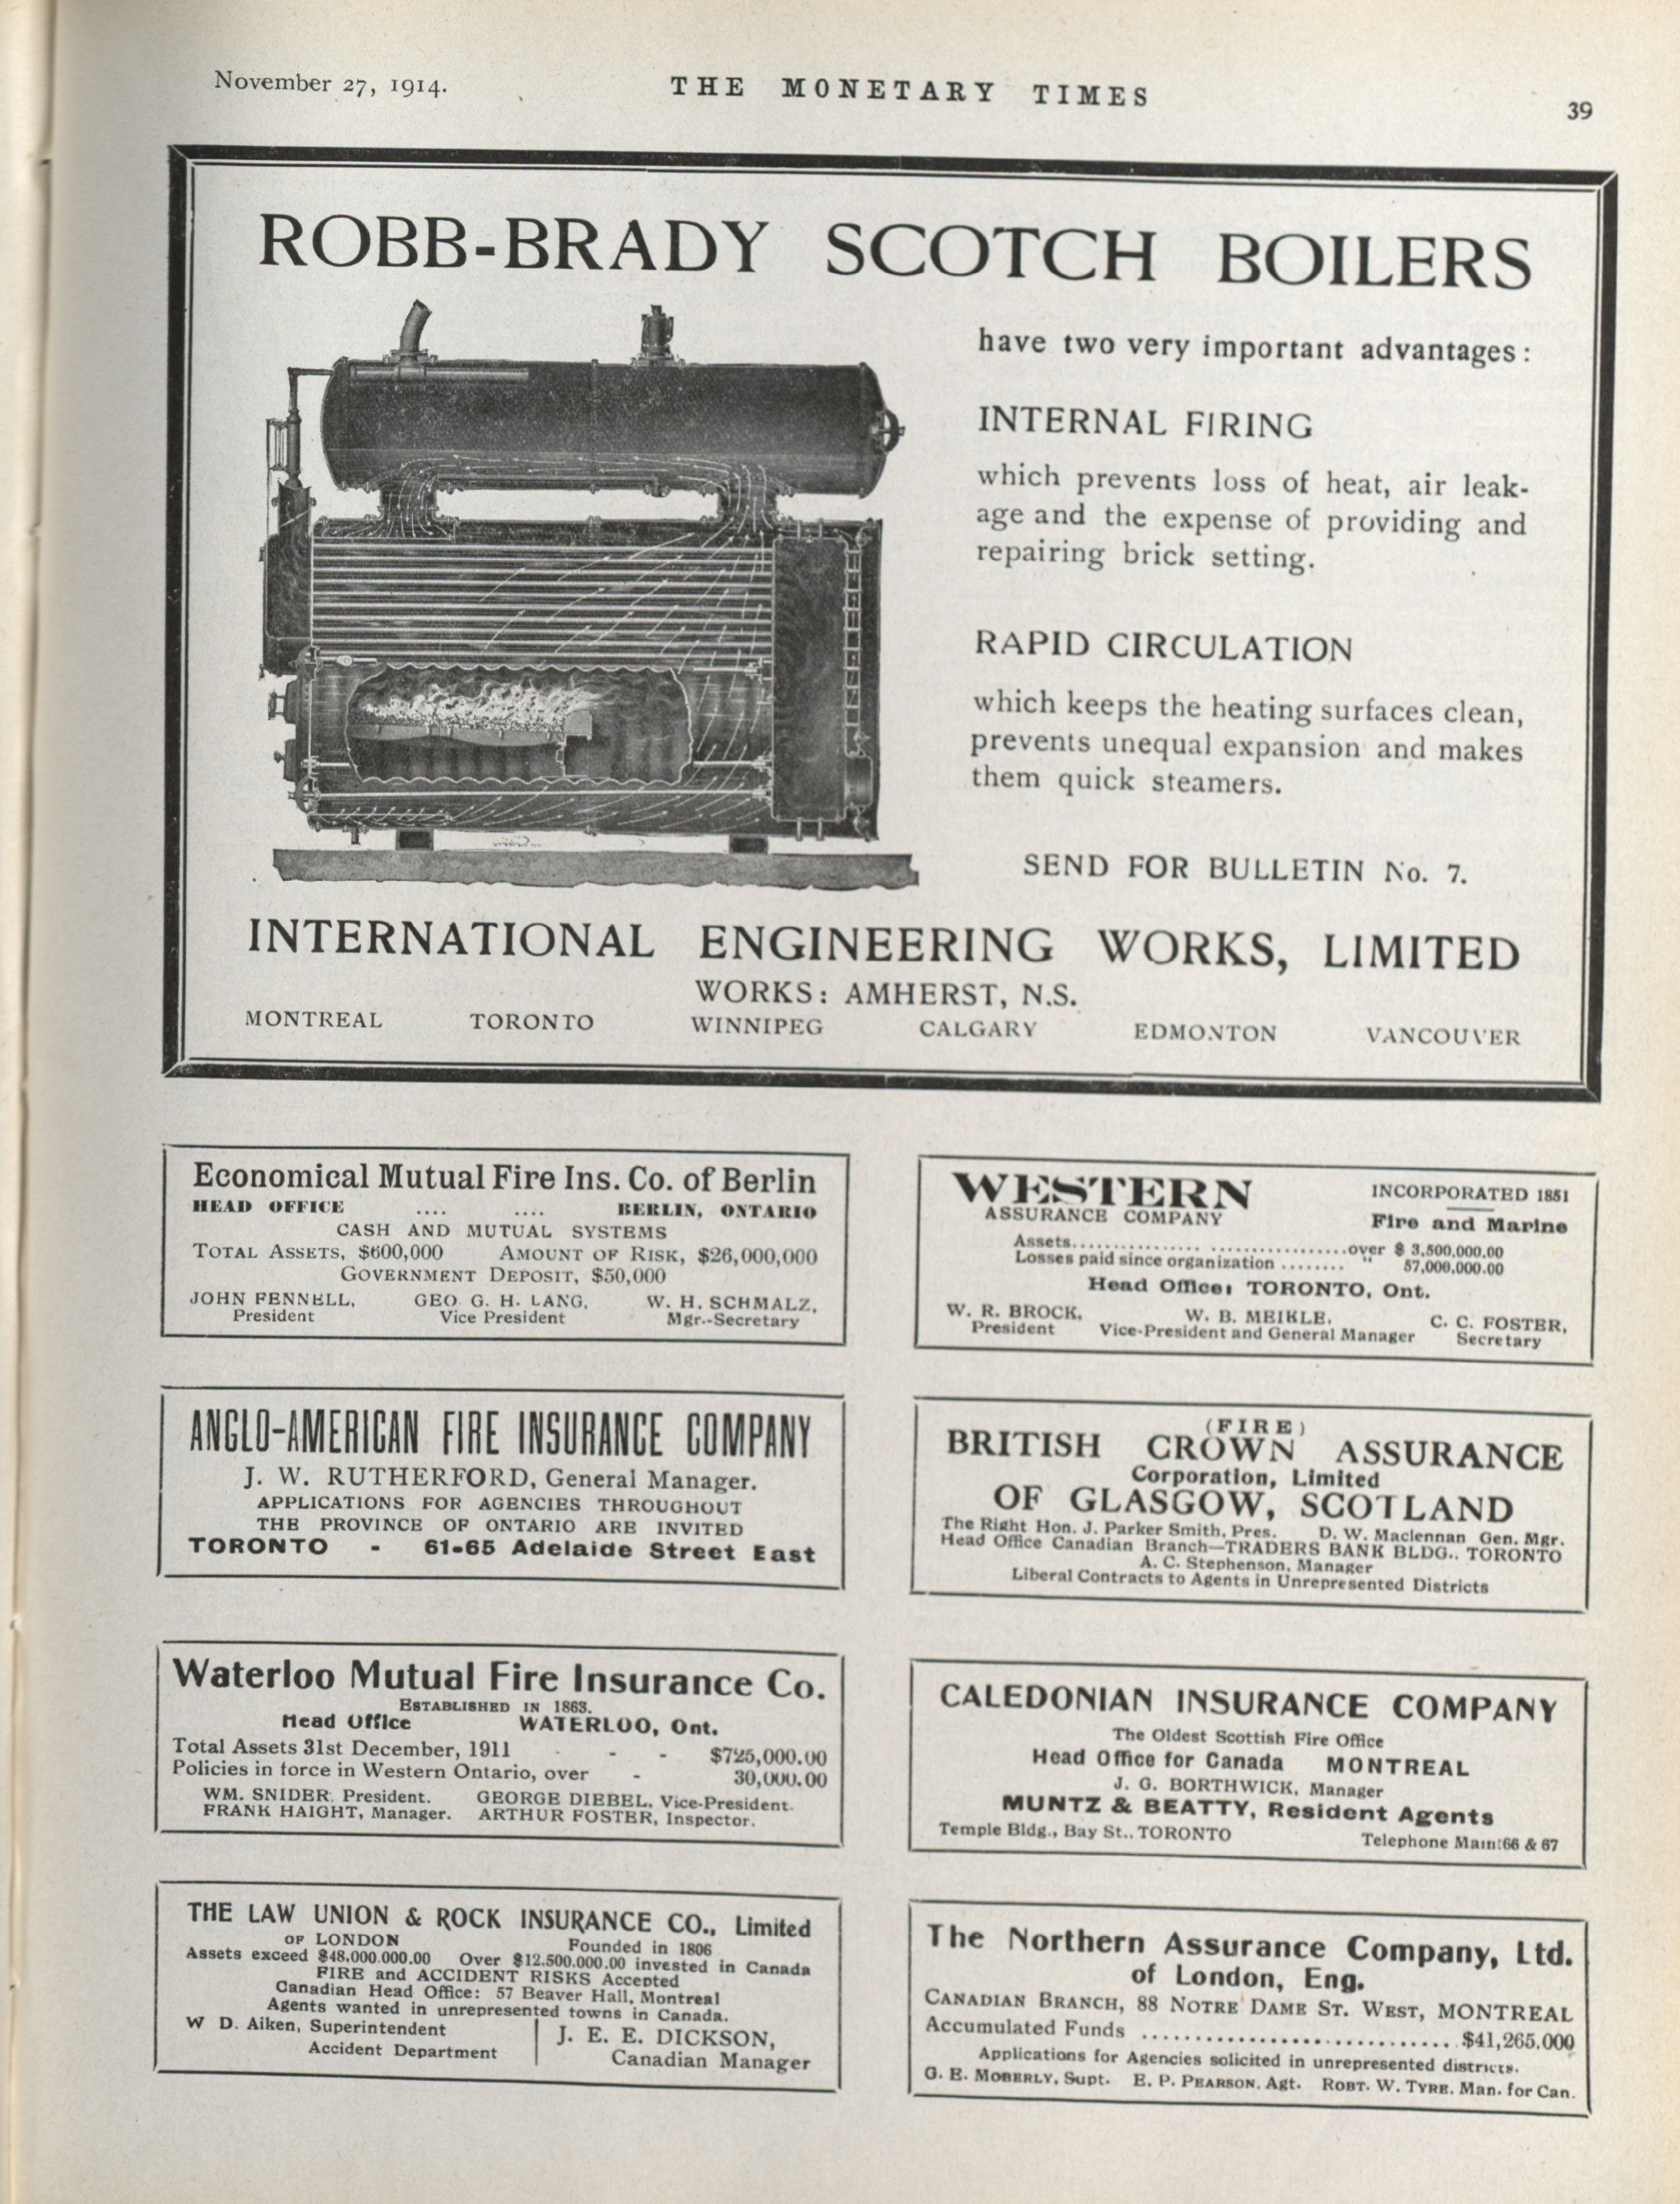 November 27, 1914.
THE MONETARY TIMES
39
ROBB-BRADY SCOTCH BOILERS
have two very important advantages:
INTERNAL FIRING
which prevents loss of heat, air leak-
age and the expense of providing and
repairing brick setting.
RAPID CIRCULATION
which keeps the heating surfaces clean,
prevents unequal expansion and makes
them quick steamers.
SEND FOR BULLETIN No. 7.
INTERNATIONAL ENGINEERING WORKS, LIMITED
WORKS: AMHERST, N.S.
MONTREAL TORONTO WINNIPEG CALGARY EDMONTON VANCOUVER
Economical Mutual Fire Ins. Co. of Berlin
HEAD OFFICE .... .... BERLIN, ONTARIO
CASH AND MUTUAL SYSTEMS
TOTAL ASSETS, $600,000 AMOUNT OF RISK, $26,000,000
GOVERNMENT DEPOSIT, $50,000
JOHN FENNELL, GEO. G. H. LANG, W. H. SCHMALZ,
President Vice President Mgr.-Secretary
WESTERN INCORPORATED 1851
ASSURANCE COMPANY Fire and Marine
Assets.................. ..................over $ 3,500,000.00
Losses paid since organization ........ " 57,000,000.00
Head Office: TORONTO, Ont.
W. R. BROCK, W. B. MEIKLE, C. C. FOSTER,
President Vice-President and General Manager Secretary
ANGLO-AMERICAN FIRE INSURANCE COMPANY
J. W. RUTHERFORD, General Manager.
APPLICATIONS FOR AGENCIES THROUGHOUT
THE PROVINCE OF ONTARIO ARE INVITED
TORONTO - 61-65 Adelaide Street East
(FIRE)
BRITISH CROWN ASSURANCE
Corporation, Limited
OF GLASGOW, SCOTLAND
The Right Hon. J. Parker Smith, Pres. D. W. Maclennan Gen. Mgr.
Head Office Canadian Branch—TRADERS BANK BLDG., TORONTO
A. C. Stephenson, Manager
Liberal Contracts to Agents in Unrepresented Districts
Waterloo Mutual Fire Insurance Co.
ESTABLISHED IN 1863.
Head Office WATERLOO, Ont.
Total Assets 31st December, 1911 - - - $725,000.00
Policies in force in Western Ontario, over - 30,000.00
WM. SNIDER, President. GEORGE DIEBEL, Vice-President.
FRANK HAIGHT, Manager. ARTHUR FOSTER, Inspector.
CALEDONIAN INSURANCE COMPANY
The Oldest Scottish Fire Office
Head Office for Canada MONTREAL
J. G. BORTHWICK, Manager
MUNTZ & BEATTY, Resident Agents
Temple Bldg., Bay St., TORONTO Telephone Main 66 & 67
THE LAW UNION & ROCK INSURANCE CO., Limited
OF LONDON Founded in 1806
Assets exceed $48,000,000.00 Over $12,500,000.00 invested in Canada
FIRE and ACCIDENT RISKS Accepted
Canadian Head Office: 57 Beaver Hall, Montreal
Agents wanted in unrepresented towns in Canada.
W D. Aiken, Superintendent J. E. E. DICKSON,
Accident Department Canadian Manager
The Northern Assurance Company, Ltd.
of London, Eng.
CANADIAN BRANCH, 88 NOTRE DAME ST. WEST, MONTREAL
Accumulated Funds .............................. $41,265,000
Applications for Agencies solicited in unrepresented districts.
G. E. MOBERLY, Supt. E. P. PEARSON, Agt. ROBT. W. TYRE, Man. for Can.